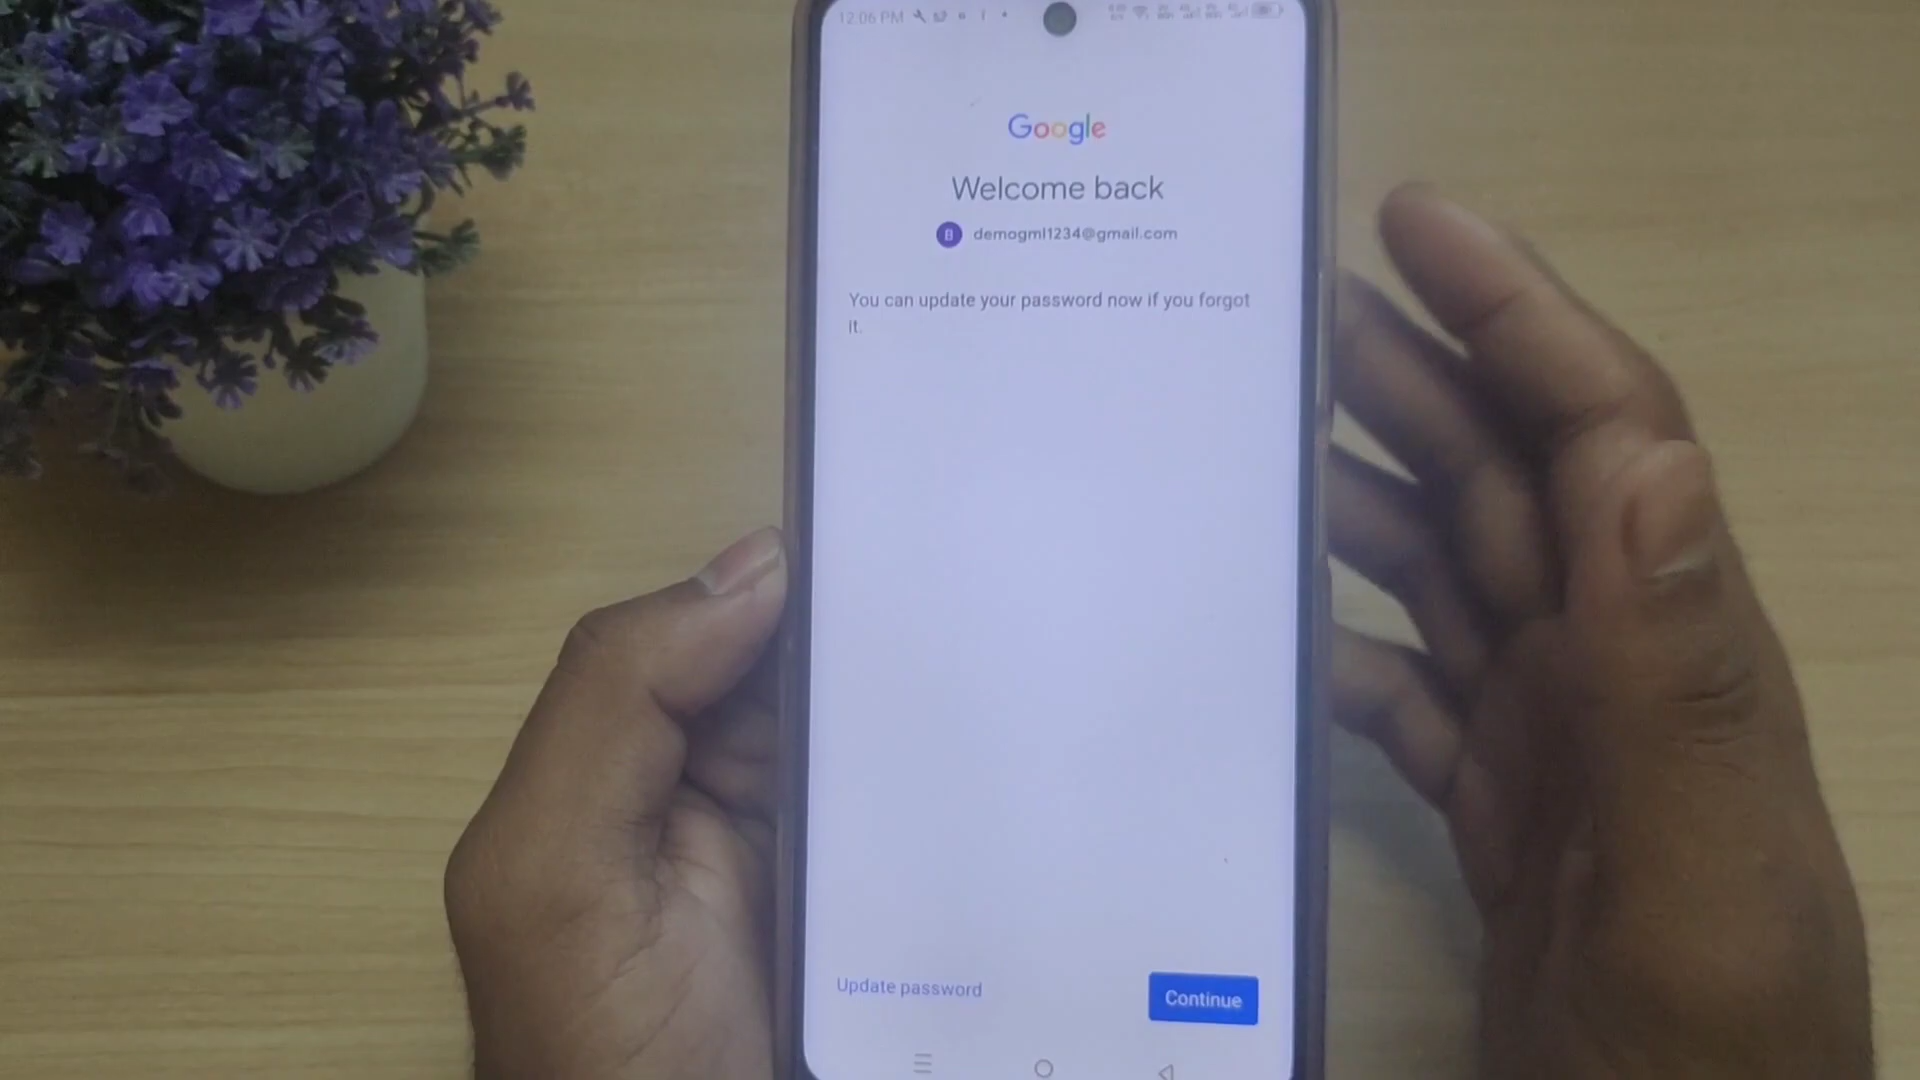 12:06 PM
Google
Welcome back
B demogml1234@gmail.com
You can update your password now if you forgot
it.
Update password
Continue